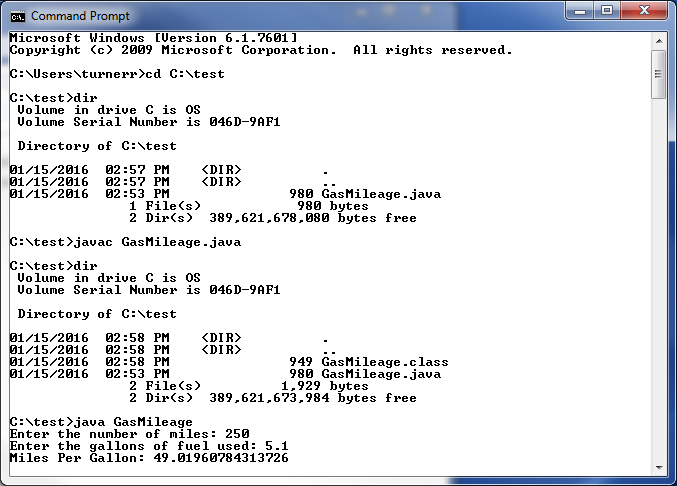 Command Prompt
Microsoft Windows [Version 6.1.7601]
Copyright (c) 2009 Microsoft Corporation.  All rights reserved.
C:\Users\turnerr>cd C:\test
C:\test>dir
 Volume in drive C is OS
 Volume Serial Number is 046D-9AF1
 Directory of C:\test
01/15/2016  02:57 PM    <DIR>          .
01/15/2016  02:57 PM    <DIR>          ..
01/15/2016  02:53 PM               980 GasMileage.java
               1 File(s)            980 bytes
               2 Dir(s)  389,621,678,080 bytes free
C:\test>javac GasMileage.java
C:\test>dir
 Volume in drive C is OS
 Volume Serial Number is 046D-9AF1
 Directory of C:\test
01/15/2016  02:58 PM    <DIR>          .
01/15/2016  02:58 PM    <DIR>          ..
01/15/2016  02:58 PM               949 GasMileage.class
01/15/2016  02:53 PM               980 GasMileage.java
               2 File(s)          1,929 bytes
               2 Dir(s)  389,621,673,984 bytes free
C:\test>java GasMileage
Enter the number of miles: 250
Enter the gallons of fuel used: 5.1
Miles Per Gallon: 49.01960784313726